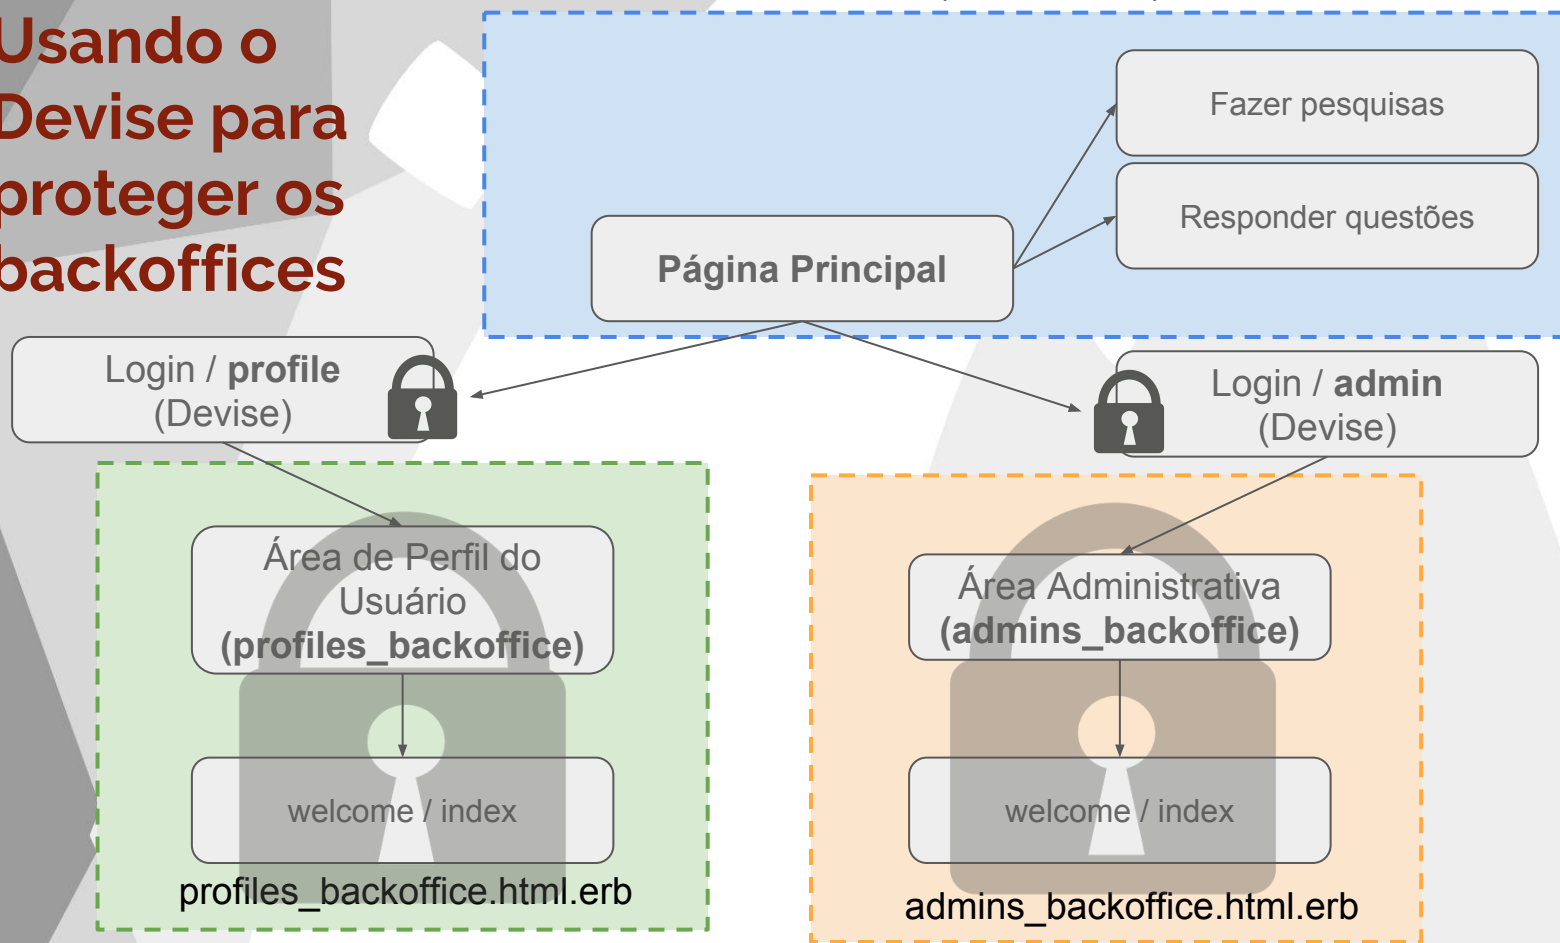 Usando o
Devise para
proteger os
backoffices
Fazer pesquisas
Responder questões
Página Principal
Login / profile
(Devise)
Login / admin
(Devise)
Área de Perfil do
Usuário
(profiles_backoffice)
Área Administrativa
(admins_backoffice)
welcome / index
welcome / index
profiles_backoffice.html.erb
admins_backoffice.html.erb